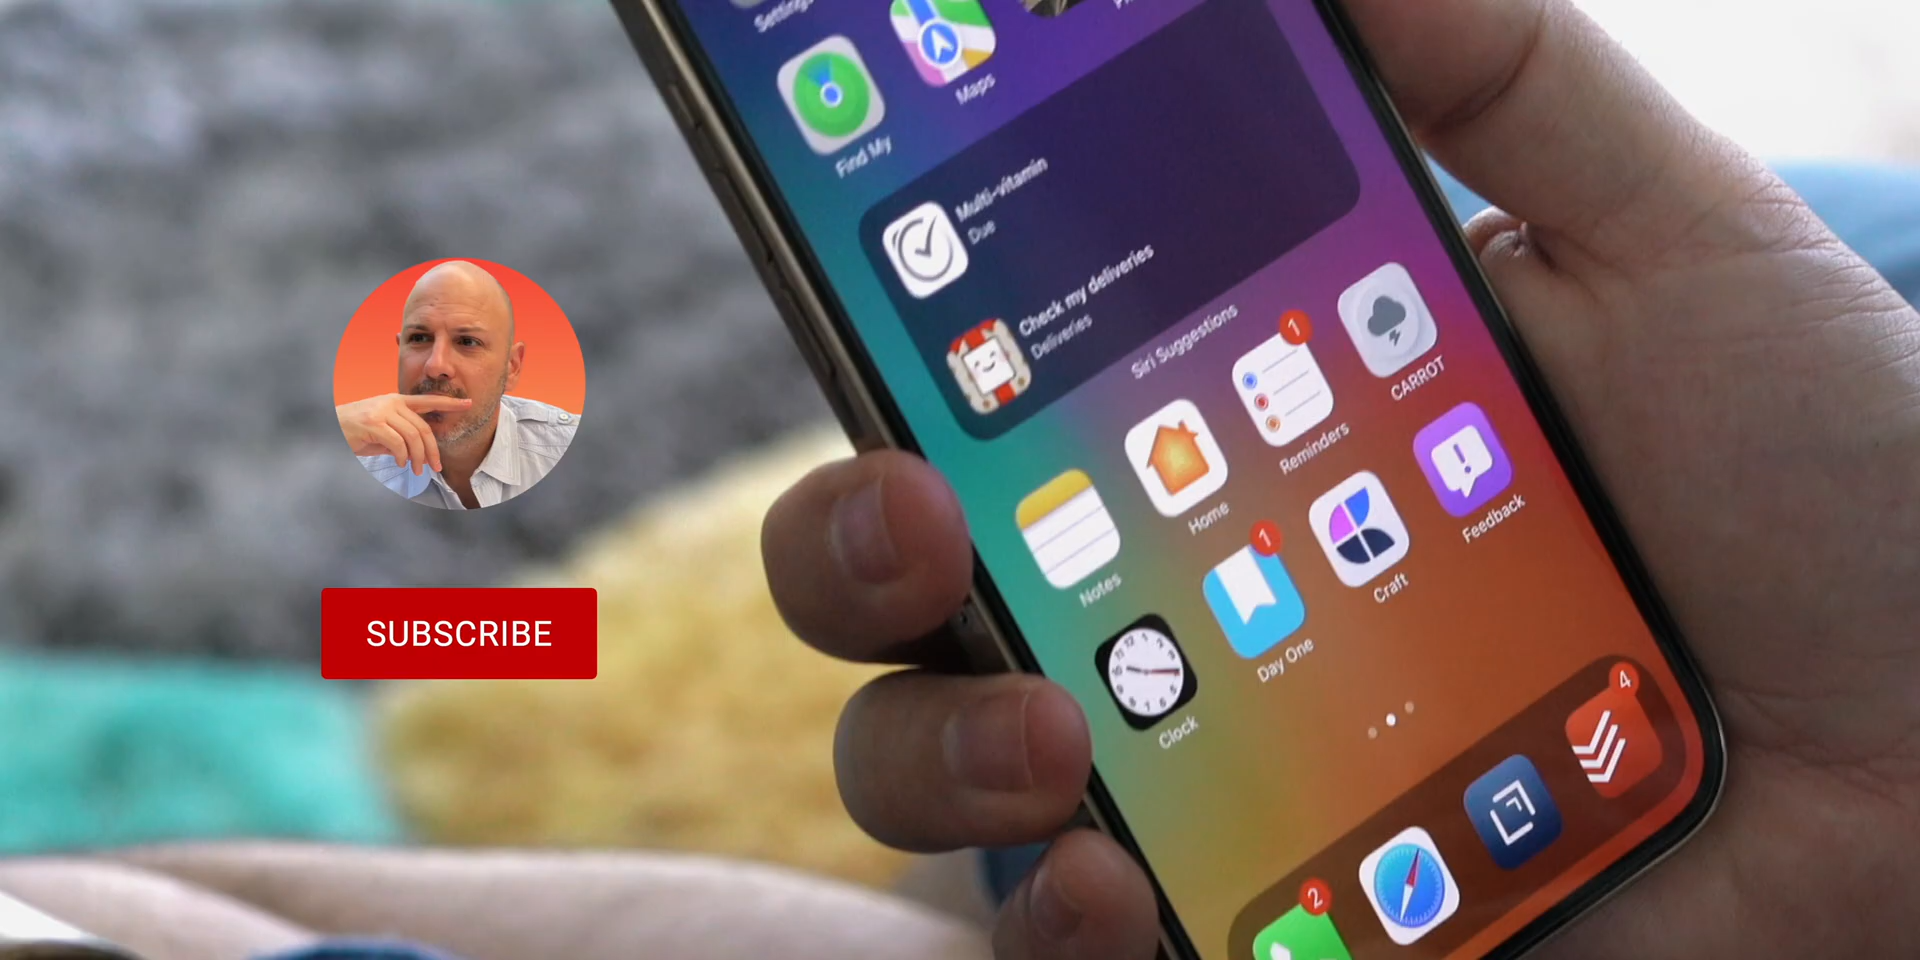 Settings
Maps
Find My
Multi-vitamin
Due
Check my deliveries
Deliveries
Siri Suggestions
1
CARROT
Reminders
Home
Notes
Feedback
Craft
1
Day One
Clock
4
2
SUBSCRIBE